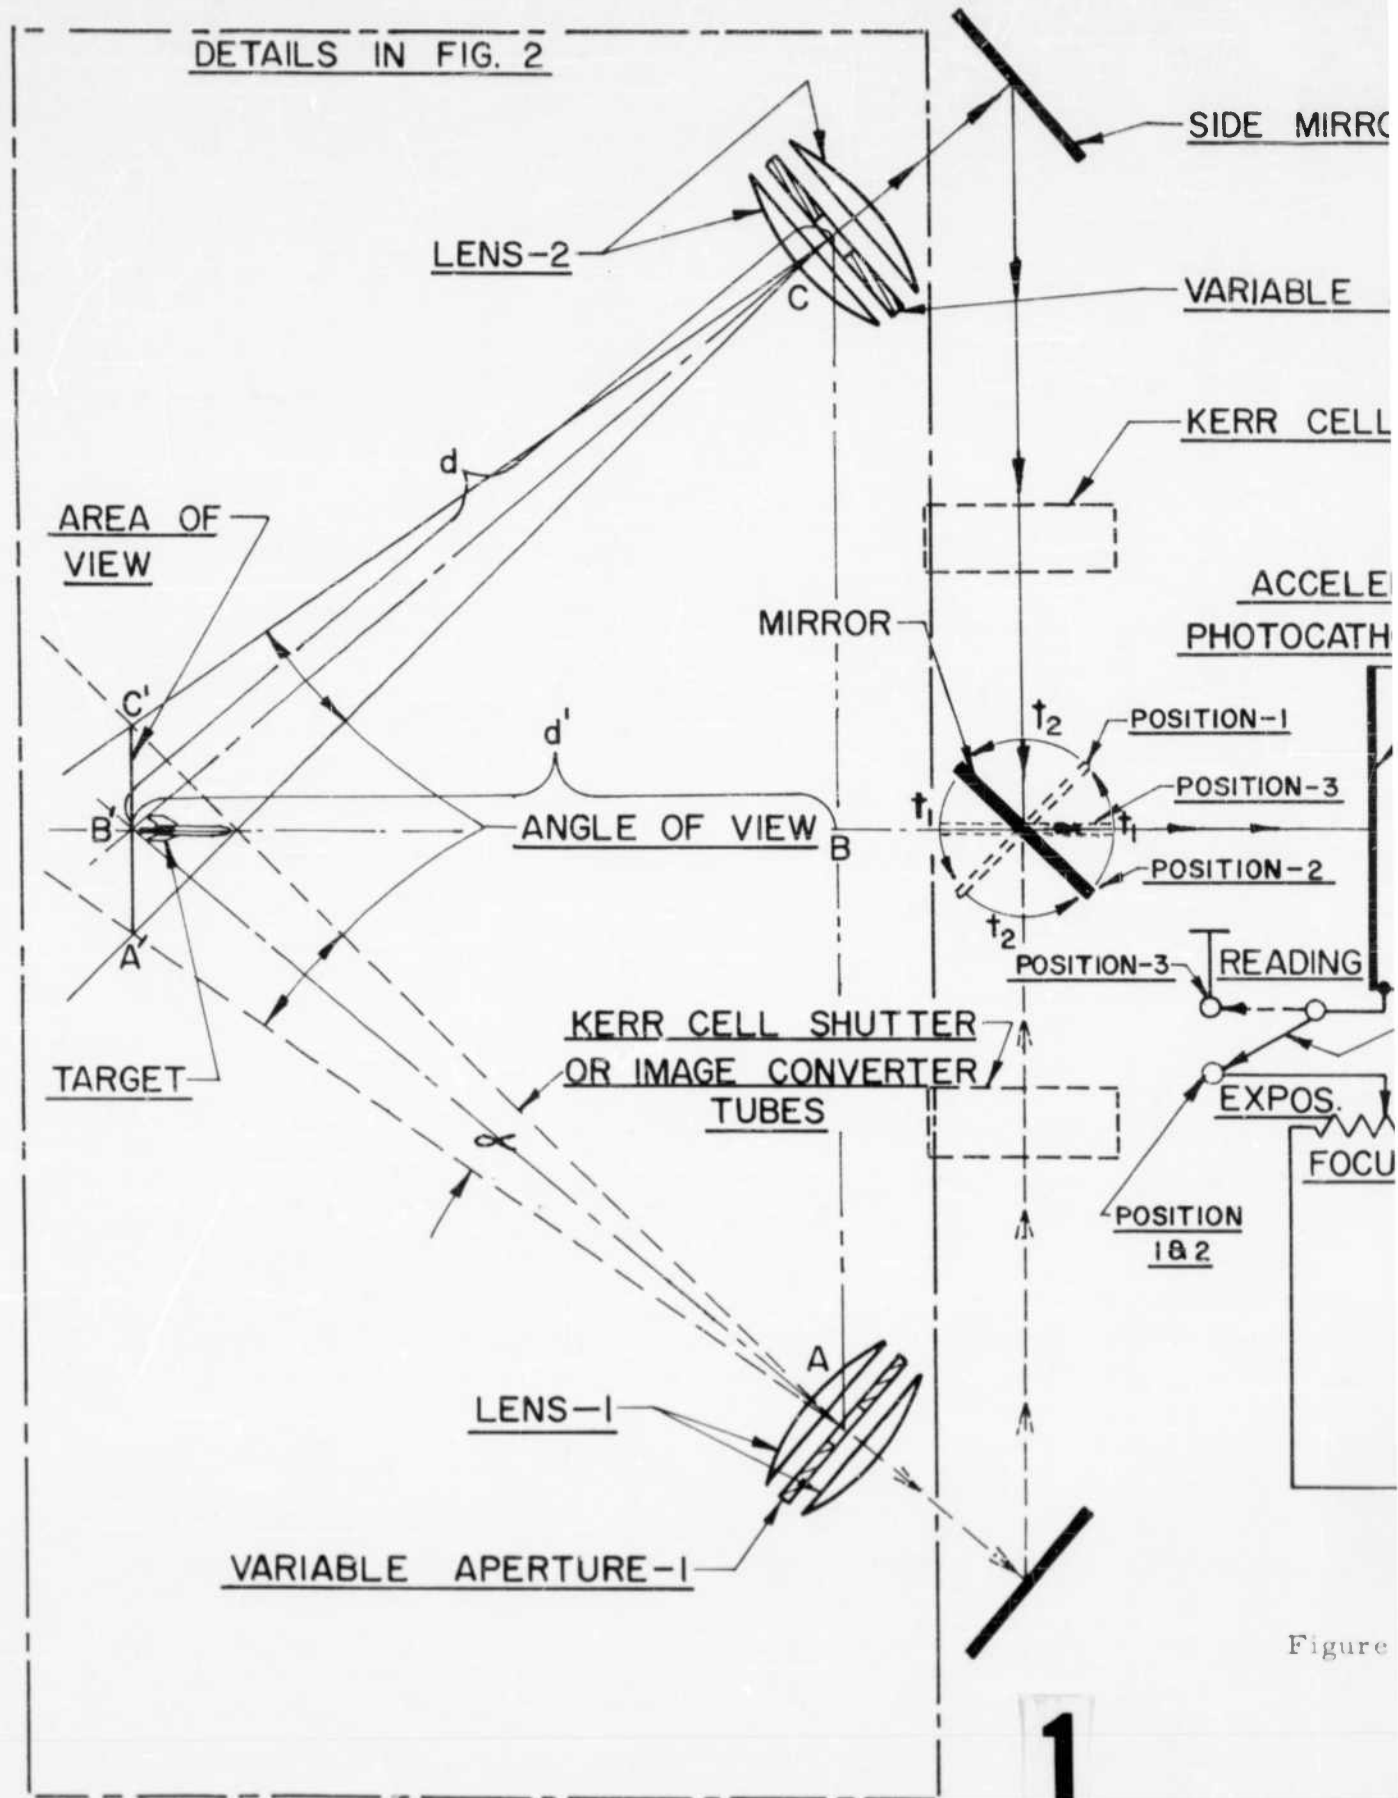 DETAILS IN FIG. 2
SIDE MIRRO
LENS-2
C
VARIABLE
KERR CELL
d
AREA OF
VIEW
ACCELE
MIRROR
PHOTOCATH
C'
t2
POSITION-1
d'
POSITION-3
t1
t1
B'
ANGLE OF VIEW
B
POSITION-2
A'
t2
POSITION-3
READING
KERR CELL SHUTTER
OR IMAGE CONVERTER
TUBES
TARGET
EXPOS.
α
FOCU
POSITION
1&2
A
LENS-1
VARIABLE APERTURE-1
Figure
1